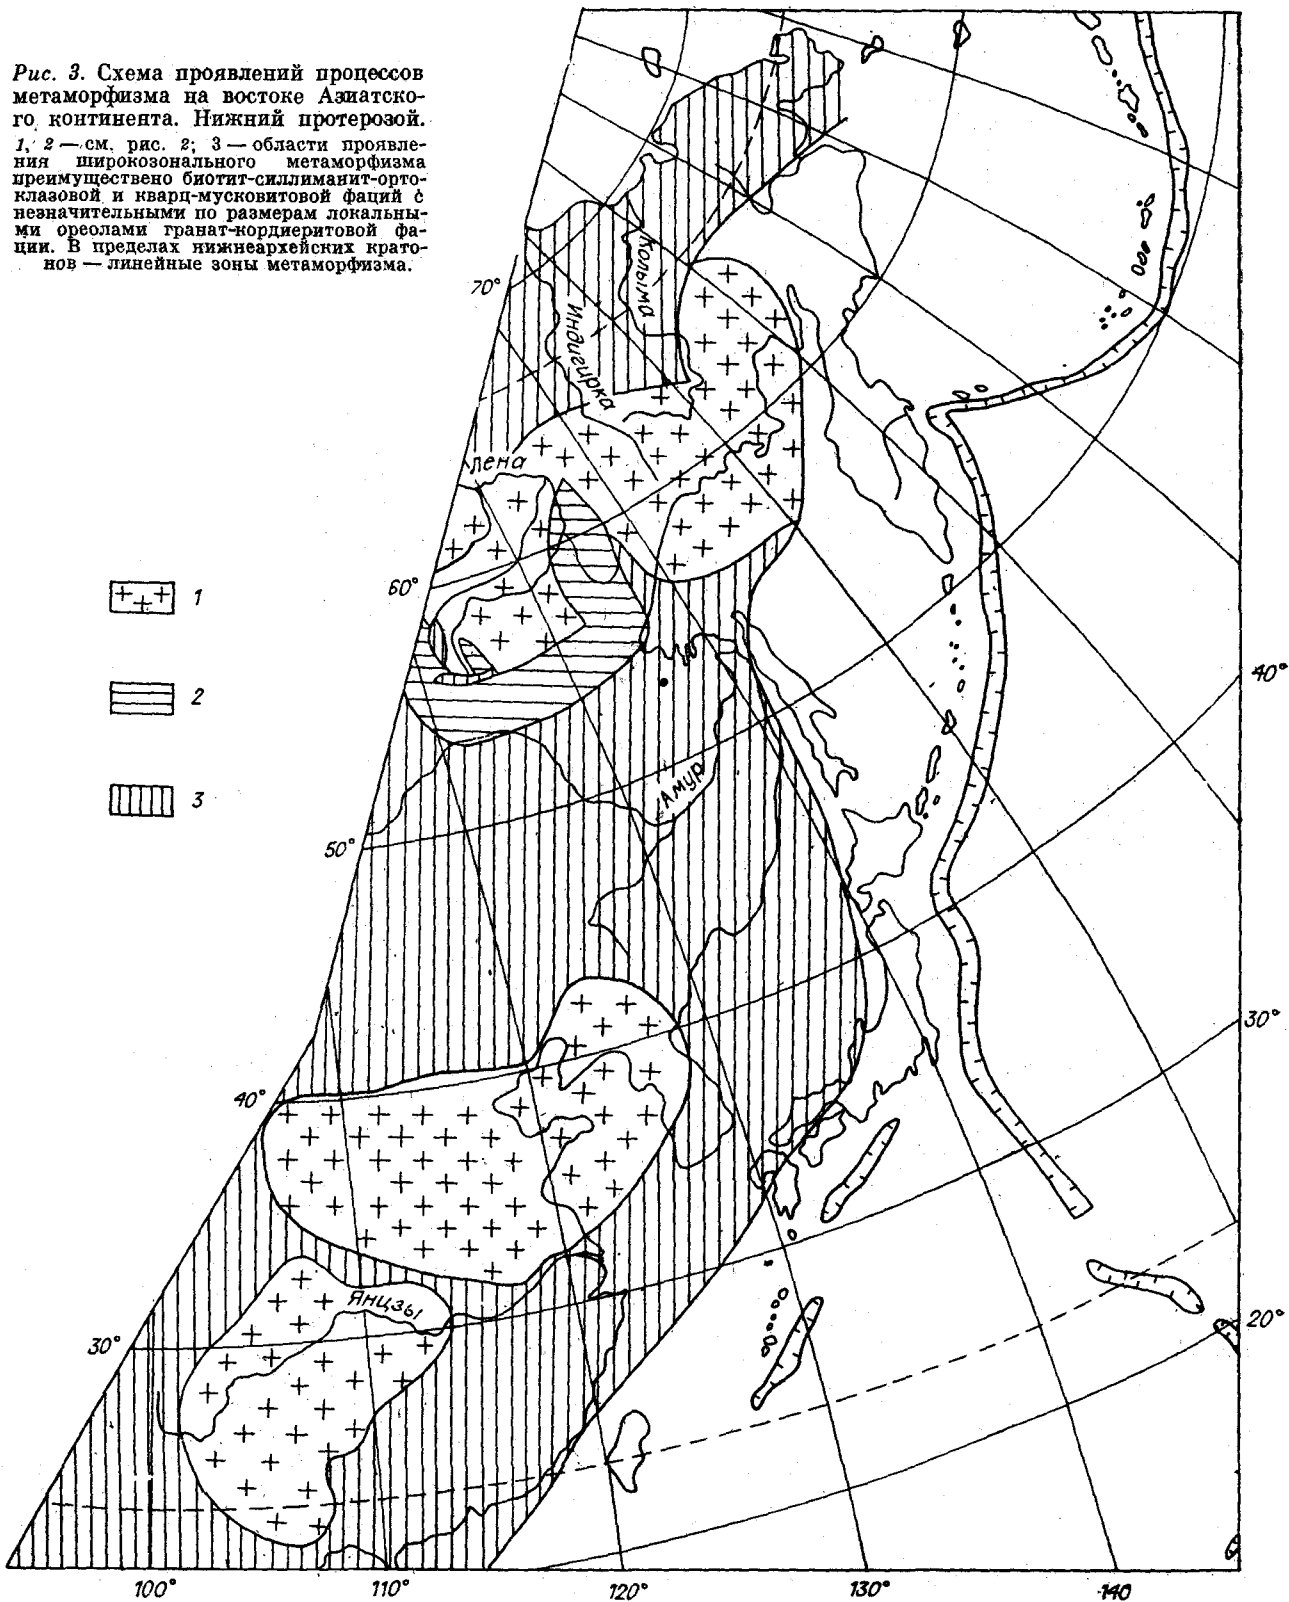 Рис. 3. Схема проявлений процессов
метаморфизма на востоке Азиатско-
го континента. Нижний протерозой.
1, 2 — см. рис. 2; 3 — области проявле-
ния широкозонального метаморфизма
преимуществено биотит-силлиманит-орто-
клазовой и кварц-мусковитовой фаций с
незначительными по размерам локальны-
ми ореолами гранат-кордиеритовой фа-
ции. В пределах нижнеархейских крато-
нов — линейные зоны метаморфизма.
Колыма
70°
Индигирка
Лена
60°
1
40°
2
Амур
3
50°
30°
40°
Янцзы
20°
30°
100°
110°
120°
130°
140